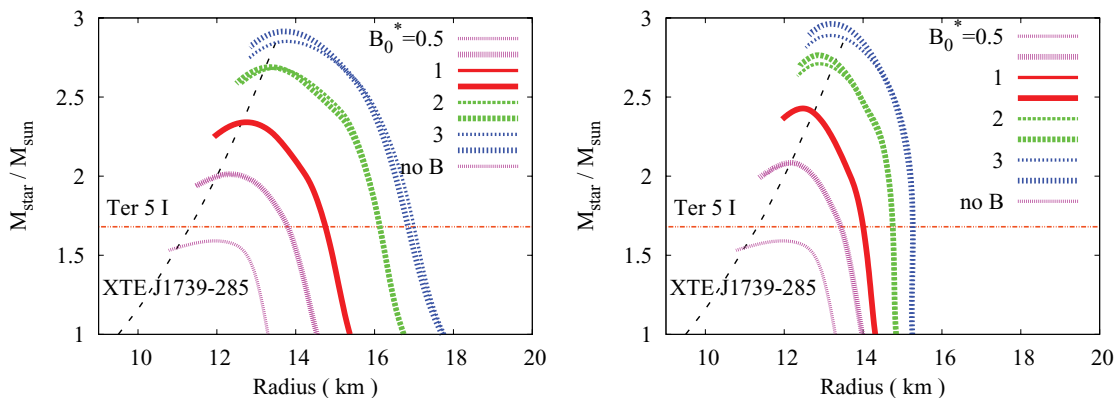 3
2.5
2
1.5
1
M_star / M_sun
B_0^*=0.5
1
2
3
no B
Ter 5 I
XTE J1739-285
10 12 14 16 18 20
Radius ( km )
3
2.5
2
1.5
1
M_star / M_sun
B_0^*=0.5
1
2
3
no B
Ter 5 I
XTE J1739-285
10 12 14 16 18 20
Radius ( km )